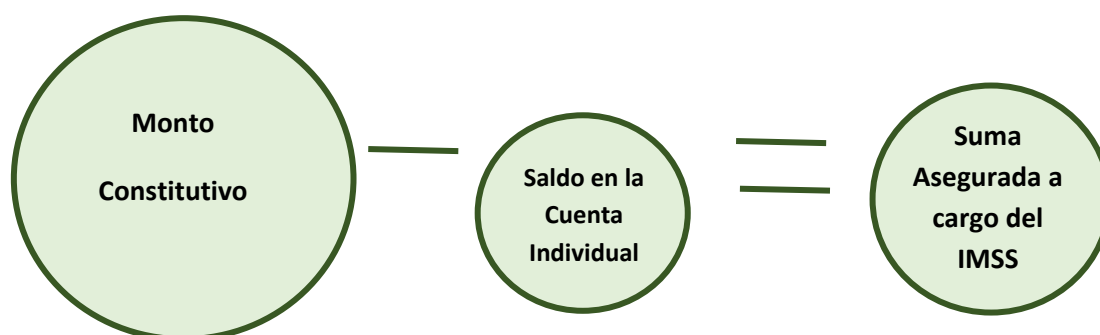 Monto
Constitutivo
Saldo en la
Cuenta
Individual
Suma
Asegurada a
cargo del
IMSS